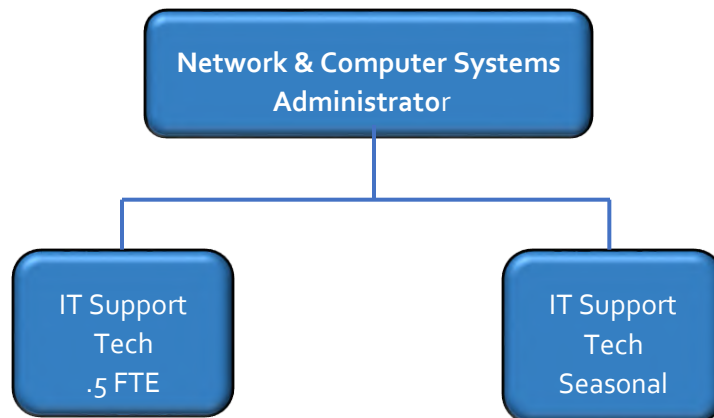 Network & Computer Systems
Administrator
IT Support
Tech
.5 FTE
IT Support
Tech
Seasonal